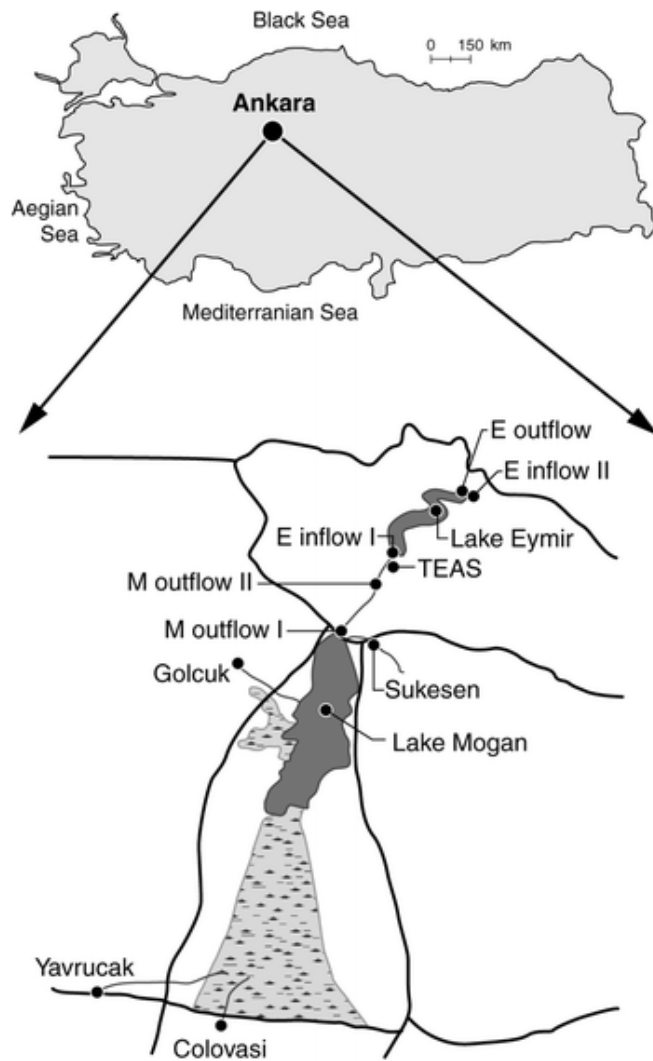 Black Sea
0 150 km
Ankara
Aegian
Sea
Mediterranian Sea
E outflow
E inflow II
E inflow I
Lake Eymir
TEAS
M outflow II
M outflow I
Golcuk
Sukesen
Lake Mogan
Yavrucak
Colovasi